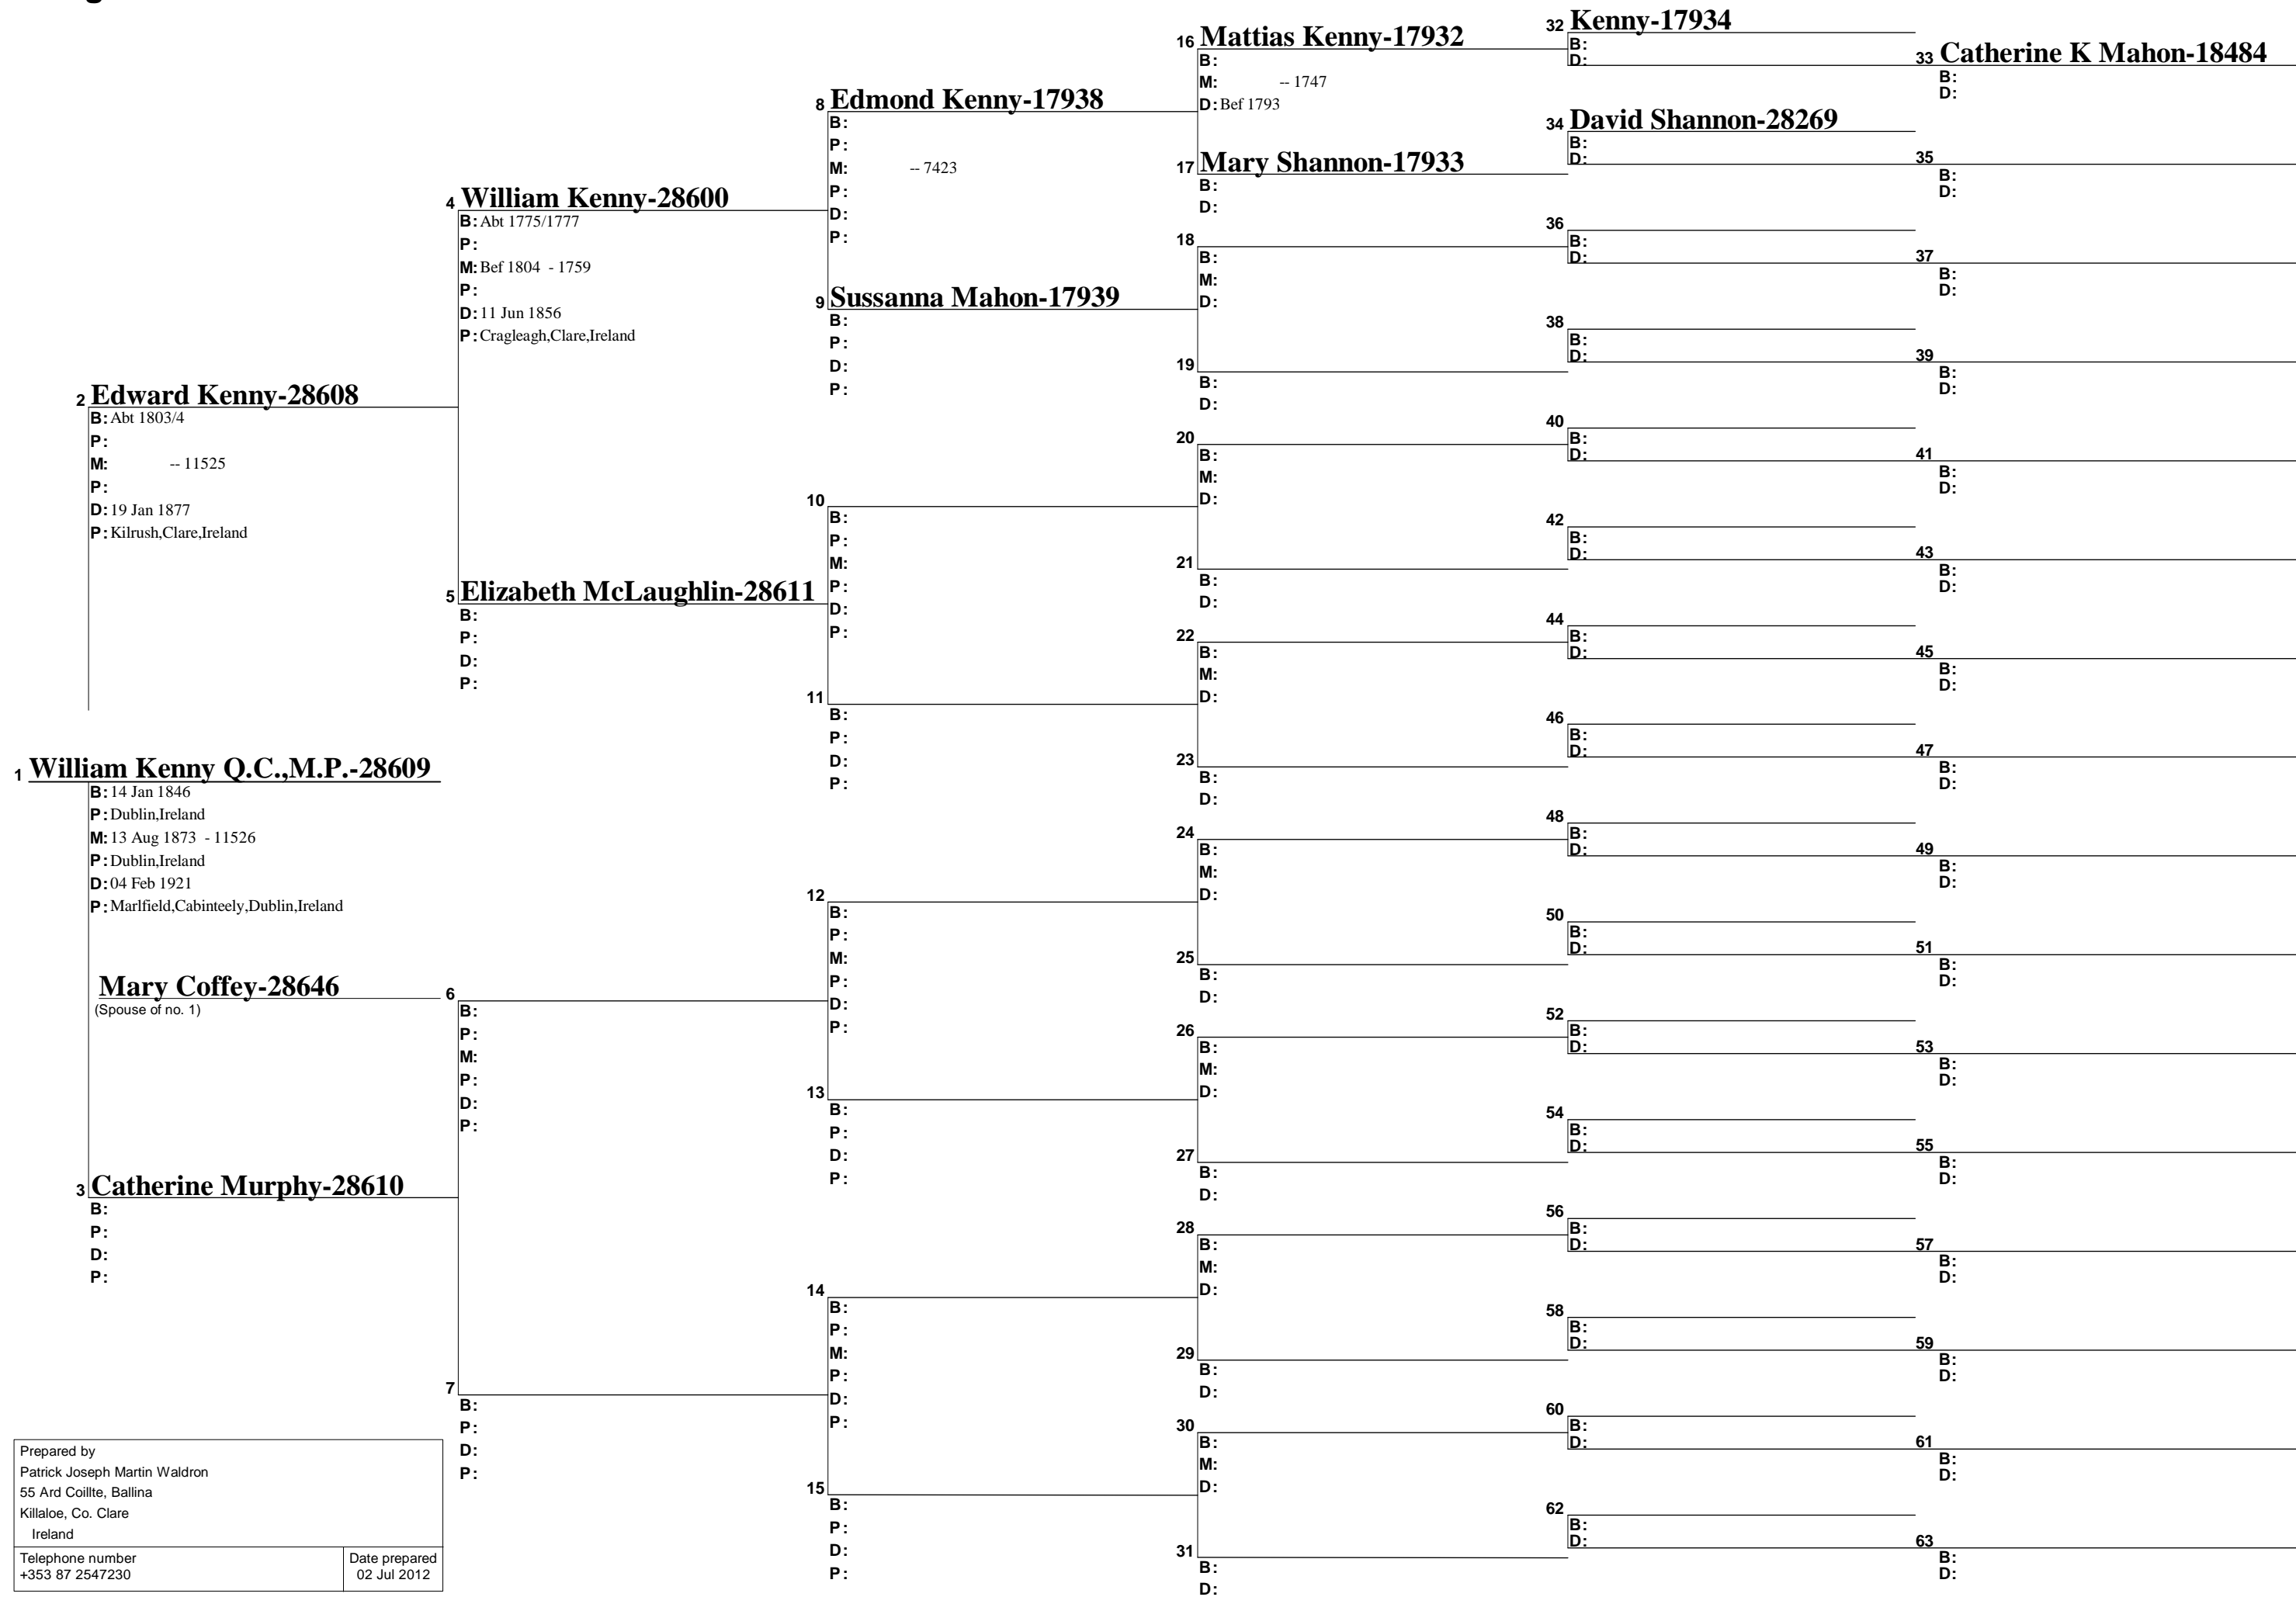 1 William Kenny Q.C.,M.P.-28609
B: 14 Jan 1846
P: Dublin,Ireland
M: 13 Aug 1873 - 11526
P: Dublin,Ireland
D: 04 Feb 1921
P: Marlfield,Cabinteely,Dublin,Ireland
Mary Coffey-28646
(Spouse of no. 1)
2 Edward Kenny-28608
B: Abt 1803/4
P:
M: -- 11525
P:
D: 19 Jan 1877
P: Kilrush,Clare,Ireland
3 Catherine Murphy-28610
B:
P:
D:
P:
4 William Kenny-28600
B: Abt 1775/1777
P:
M: Bef 1804 - 1759
P:
D: 11 Jun 1856
P: Cragleagh,Clare,Ireland
5 Elizabeth McLaughlin-28611
B:
P:
D:
P:
6
B:
P:
M:
P:
D:
P:
7
B:
P:
D:
P:
8 Edmond Kenny-17938
B:
P:
M: -- 7423
P:
D:
P:
9 Sussanna Mahon-17939
B:
P:
D:
P:
10
B:
P:
M:
P:
D:
P:
11
B:
P:
D:
P:
12
B:
P:
M:
P:
D:
P:
13
B:
P:
D:
P:
14
B:
P:
M:
P:
D:
P:
15
B:
P:
D:
P:
16 Mattias Kenny-17932
B:
M: -- 1747
D: Bef 1793
17 Mary Shannon-17933
B:
D:
18
B:
M:
D:
19
B:
D:
20
B:
M:
D:
21
B:
D:
22
B:
M:
D:
23
B:
D:
24
B:
M:
D:
25
B:
D:
26
B:
M:
D:
27
B:
D:
28
B:
M:
D:
29
B:
D:
30
B:
M:
D:
31
B:
D:
32 Kenny-17934
B:
D:
33 Catherine K Mahon-18484
B:
D:
34 David Shannon-28269
B:
D:
35
B:
D:
36
B:
D:
37
B:
D:
38
B:
D:
39
B:
D:
40
B:
D:
41
B:
D:
42
B:
D:
43
B:
D:
44
B:
D:
45
B:
D:
46
B:
D:
47
B:
D:
48
B:
D:
49
B:
D:
50
B:
D:
51
B:
D:
52
B:
D:
53
B:
D:
54
B:
D:
55
B:
D:
56
B:
D:
57
B:
D:
58
B:
D:
59
B:
D:
60
B:
D:
61
B:
D:
62
B:
D:
63
B:
D:
Prepared by
Patrick Joseph Martin Waldron
55 Ard Coillte, Ballina
Killaloe, Co. Clare
Ireland
Telephone number
+353 87 2547230
Date prepared
02 Jul 2012